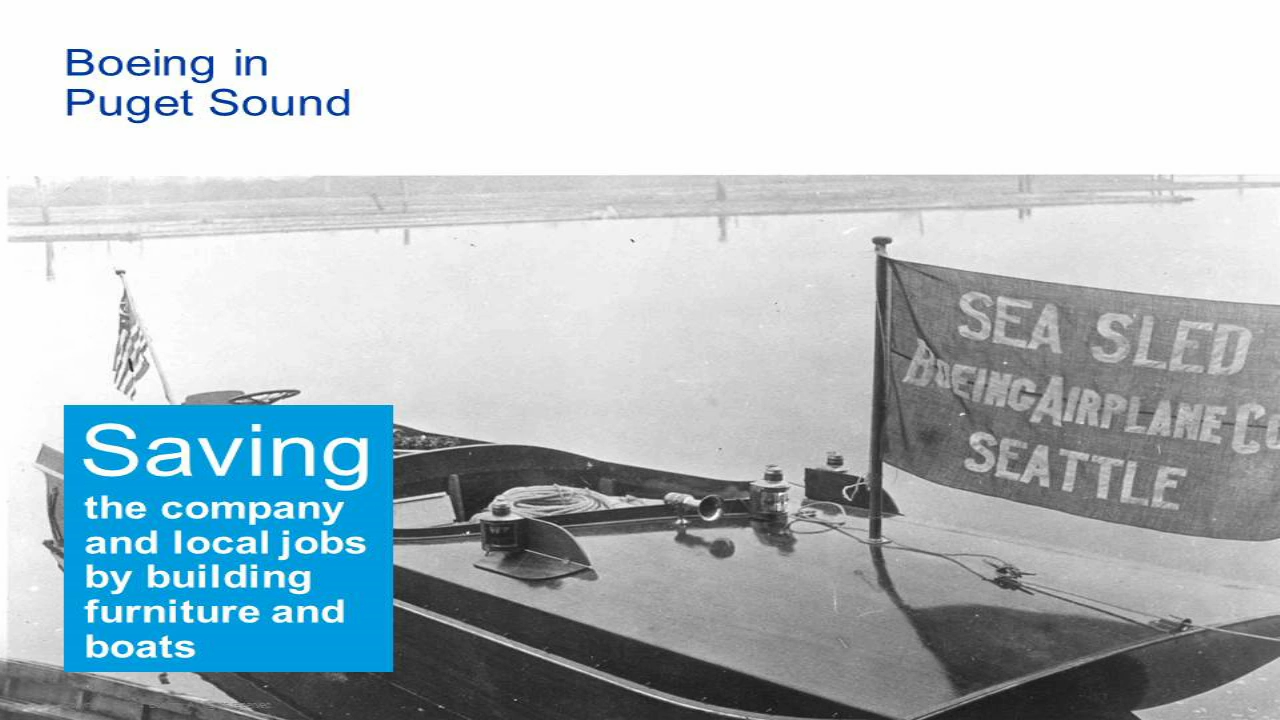 Boeing in
Puget Sound
SEA SLED
BOEING AIRPLANE CO
SEATTLE
Saving
the company
and local jobs
by building
furniture and
boats